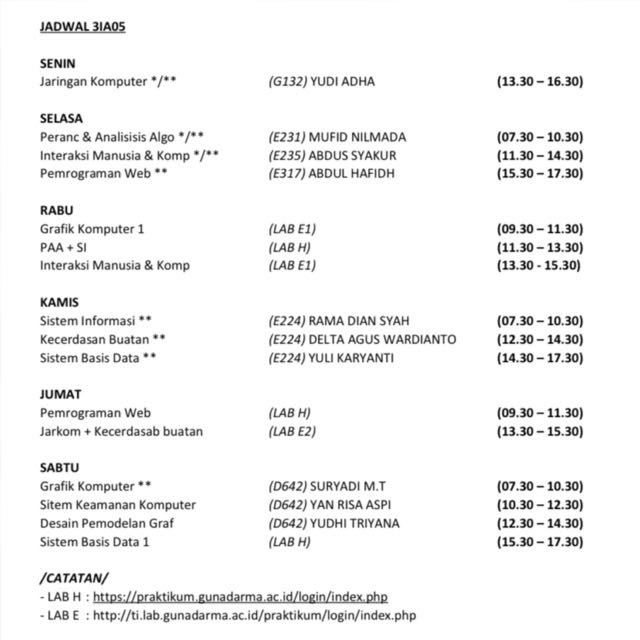 JADWAL 3IA05
SENIN
Jaringan Komputer */** (G132) YUDI ADHA (13.30 – 16.30)
SELASA
Peranc & Analisisis Algo */** (E231) MUFID NILMADA (07.30 – 10.30)
Interaksi Manusia & Komp */** (E235) ABDUS SYAKUR (11.30 – 14.30)
Pemrograman Web ** (E317) ABDUL HAFIDH (15.30 – 17.30)
RABU
Grafik Komputer 1 (LAB E1) (09.30 – 11.30)
PAA + SI (LAB H) (11.30 – 13.30)
Interaksi Manusia & Komp (LAB E1) (13.30 - 15.30)
KAMIS
Sistem Informasi ** (E224) RAMA DIAN SYAH (07.30 – 10.30)
Kecerdasan Buatan ** (E224) DELTA AGUS WARDIANTO (12.30 – 14.30)
Sistem Basis Data ** (E224) YULI KARYANTI (14.30 – 17.30)
JUMAT
Pemrograman Web (LAB H) (09.30 – 11.30)
Jarkom + Kecerdasab buatan (LAB E2) (13.30 – 15.30)
SABTU
Grafik Komputer ** (D642) SURYADI M.T (07.30 – 10.30)
Sitem Keamanan Komputer (D642) YAN RISA ASPI (10.30 – 12.30)
Desain Pemodelan Graf (D642) YUDHI TRIYANA (12.30 – 14.30)
Sistem Basis Data 1 (LAB H) (15.30 – 17.30)
/CATATAN/
- LAB H : https://praktikum.gunadarma.ac.id/login/index.php
- LAB E : http://ti.lab.gunadarma.ac.id/praktikum/login/index.php